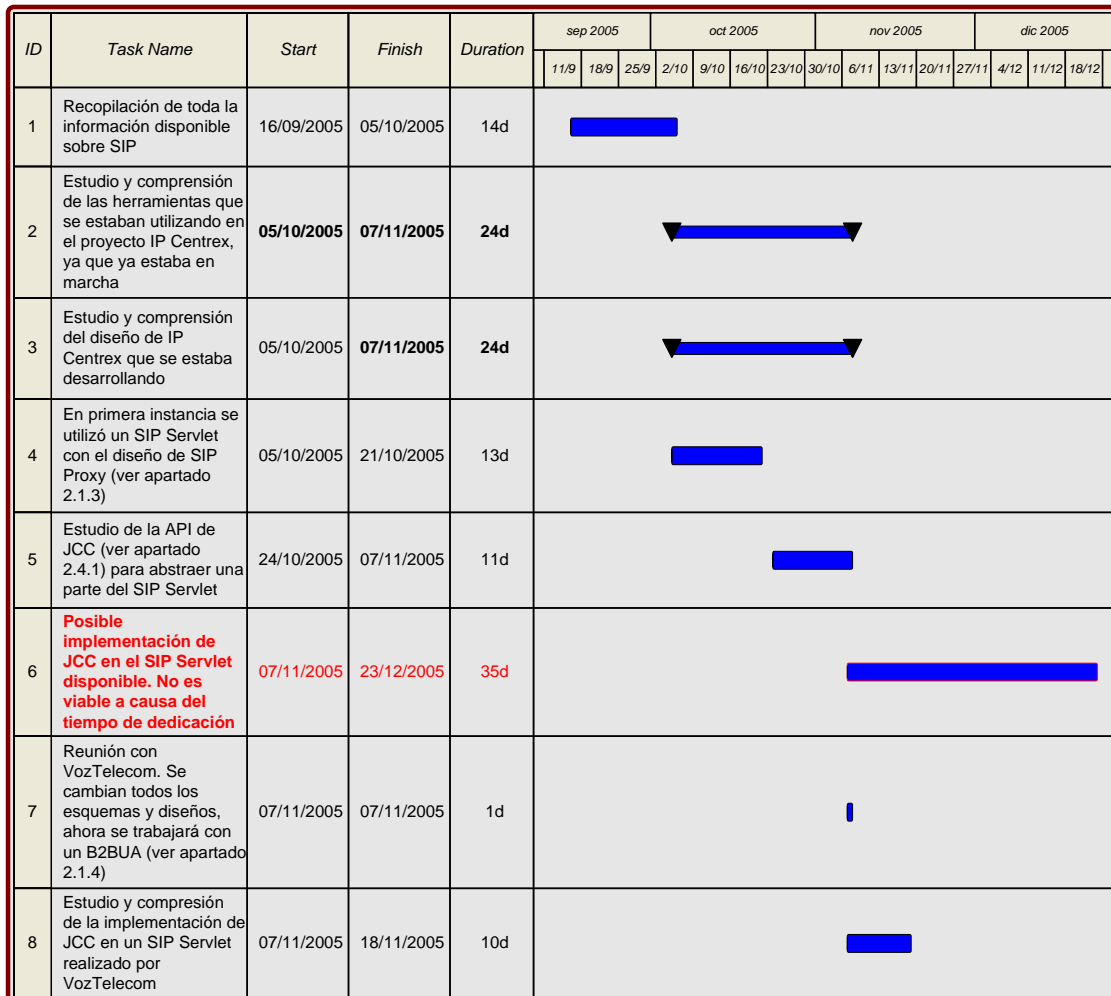 ID Task Name Start Finish Duration
sep 2005 oct 2005 nov 2005 dic 2005
11/9 18/9 25/9 2/10 9/10 16/10 23/10 30/10 6/11 13/11 20/11 27/11 4/12 11/12 18/12
1
Recopilación de toda la
información disponible
sobre SIP
16/09/2005 05/10/2005 14d
2
Estudio y comprensión
de las herramientas que
se estaban utilizando en
el proyecto IP Centrex,
ya que ya estaba en
marcha
05/10/2005 07/11/2005 24d
3
Estudio y comprensión
del diseño de IP
Centrex que se estaba
desarrollando
05/10/2005 07/11/2005 24d
4
En primera instancia se
utilizó un SIP Servlet
con el diseño de SIP
Proxy (ver apartado
2.1.3)
05/10/2005 21/10/2005 13d
5
Estudio de la API de
JCC (ver apartado
2.4.1) para abstraer una
parte del SIP Servlet
24/10/2005 07/11/2005 11d
6
Posible
implementación de
JCC en el SIP Servlet
disponible. No es
viable a causa del
tiempo de dedicación
07/11/2005 23/12/2005 35d
7
Reunión con
VozTelecom. Se
cambian todos los
esquemas y diseños,
ahora se trabajará con
un B2BUA (ver apartado
2.1.4)
07/11/2005 07/11/2005 1d
8
Estudio y compresión
de la implementación de
JCC en un SIP Servlet
realizado por
VozTelecom
07/11/2005 18/11/2005 10d